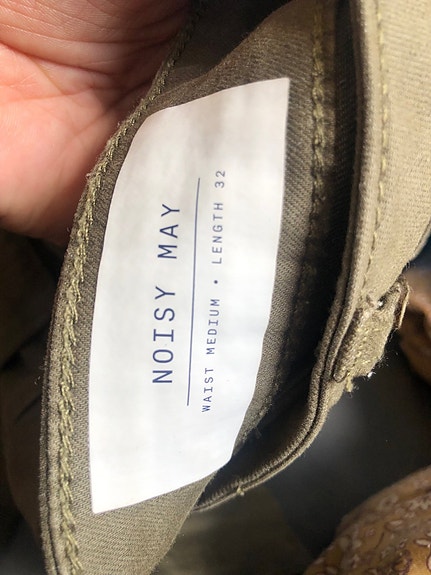 NOISY MAY
WAIST MEDIUM • LENGTH 32